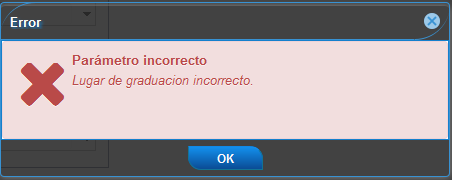 Error
Parámetro incorrecto
Lugar de graduacion incorrecto.
OK